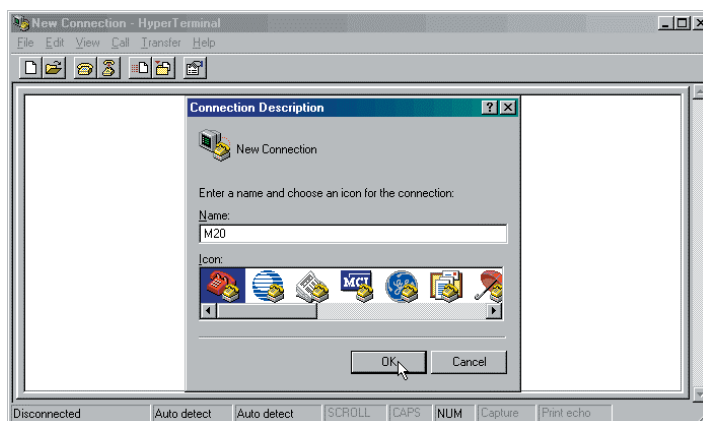 New Connection - HyperTerminal
File Edit View Call Transfer Help
Connection Description
New Connection
Enter a name and choose an icon for the connection:
Name:
M20
Icon:
MCI
OK Cancel
Disconnected Auto detect Auto detect SCROLL CAPS NUM Capture Print echo